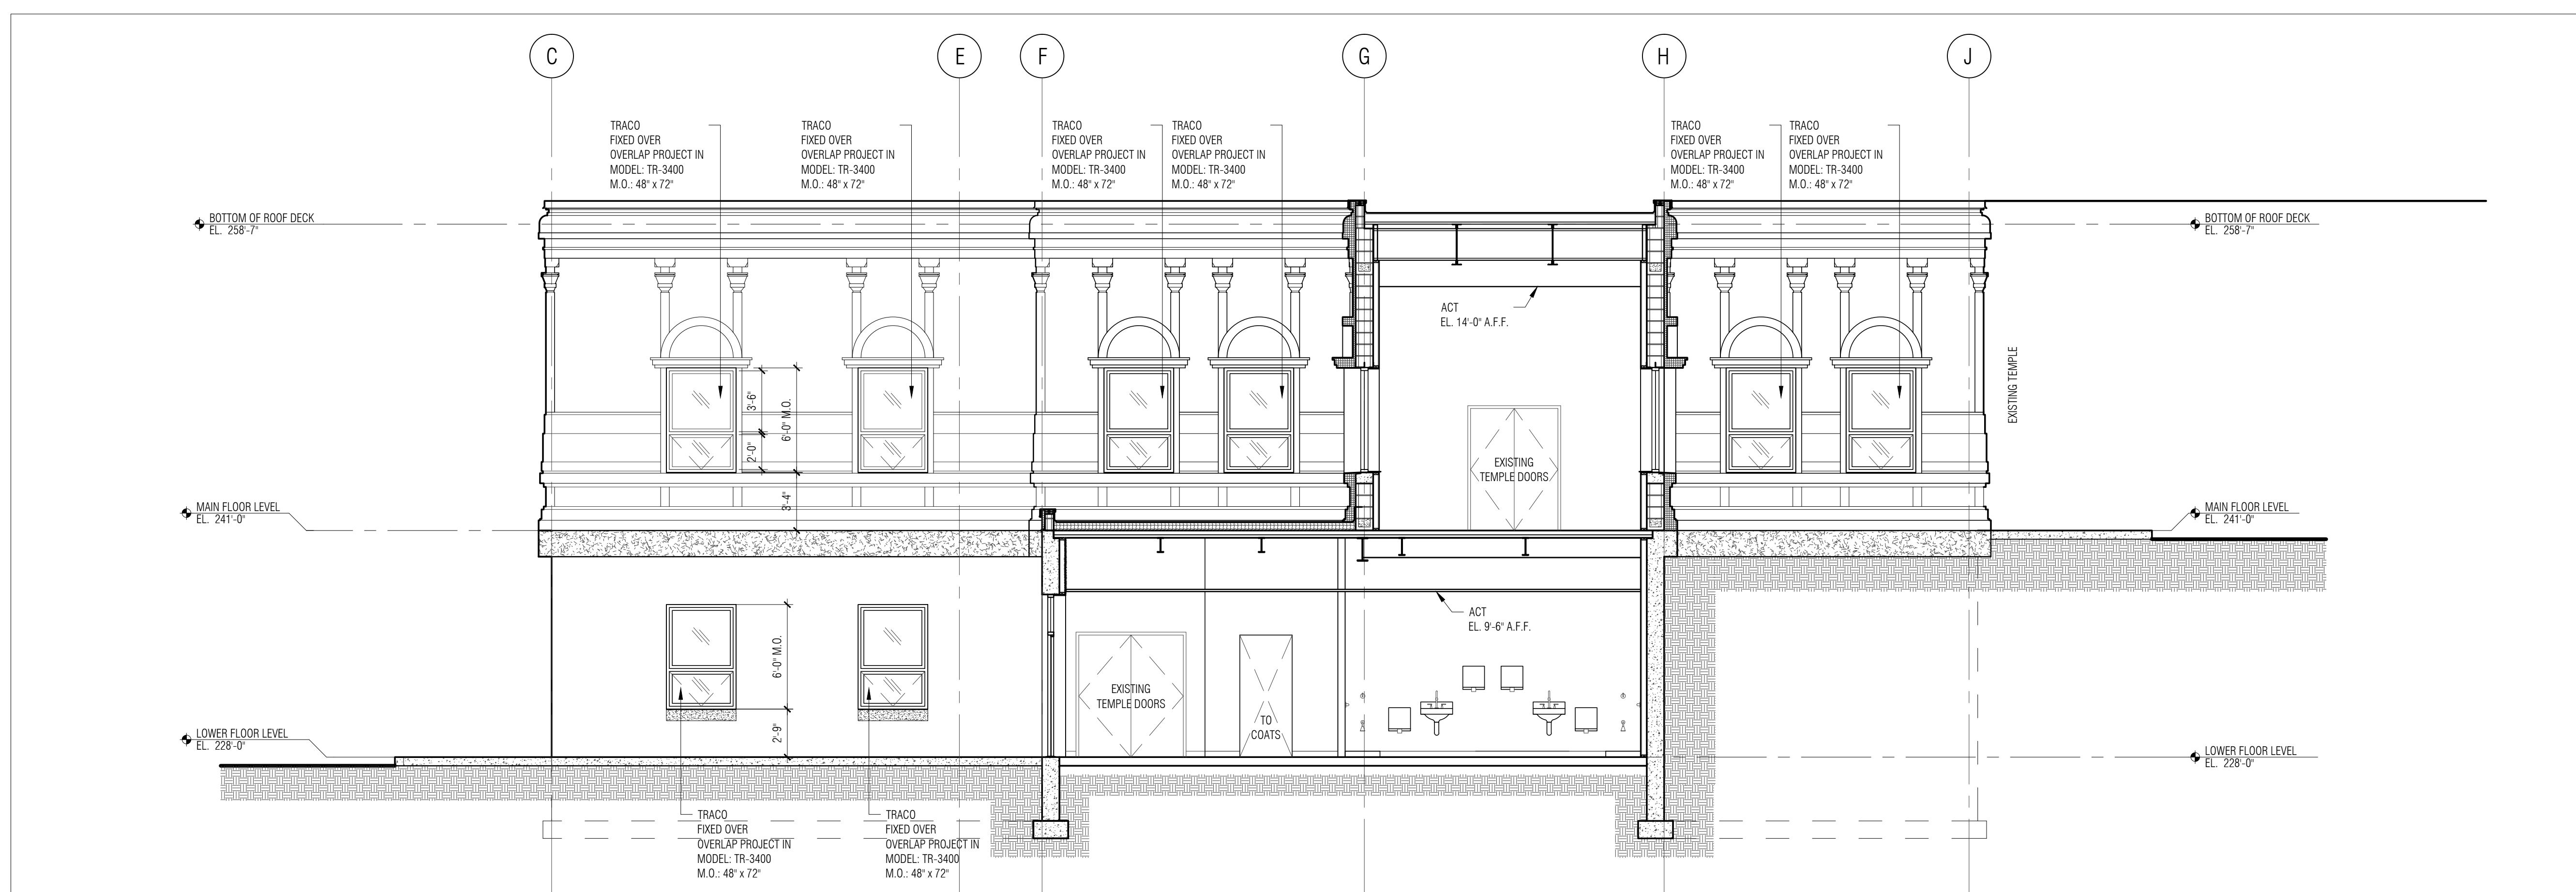 C
E
F
G
H
J
TRACO
FIXED OVER
OVERLAP PROJECT IN
MODEL: TR-3400
M.O.: 48" x 72"
TRACO
FIXED OVER
OVERLAP PROJECT IN
MODEL: TR-3400
M.O.: 48" x 72"
TRACO
FIXED OVER
OVERLAP PROJECT IN
MODEL: TR-3400
M.O.: 48" x 72"
TRACO
FIXED OVER
OVERLAP PROJECT IN
MODEL: TR-3400
M.O.: 48" x 72"
TRACO
FIXED OVER
OVERLAP PROJECT IN
MODEL: TR-3400
M.O.: 48" x 72"
TRACO
FIXED OVER
OVERLAP PROJECT IN
MODEL: TR-3400
M.O.: 48" x 72"
BOTTOM OF ROOF DECK
EL. 258'-7"
BOTTOM OF ROOF DECK
EL. 258'-7"
ACT
EL. 14'-0" A.F.F.
EXISTING TEMPLE
3'-6"
6'-0" M.O.
2'-0"
3'-4"
EXISTING
TEMPLE DOORS
MAIN FLOOR LEVEL
EL. 241'-0"
MAIN FLOOR LEVEL
EL. 241'-0"
ACT
EL. 9'-6" A.F.F.
6'-0" M.O.
2'-9"
EXISTING
TEMPLE DOORS
TO
COATS
LOWER FLOOR LEVEL
EL. 228'-0"
LOWER FLOOR LEVEL
EL. 228'-0"
TRACO
FIXED OVER
OVERLAP PROJECT IN
MODEL: TR-3400
M.O.: 48" x 72"
TRACO
FIXED OVER
OVERLAP PROJECT IN
MODEL: TR-3400
M.O.: 48" x 72"